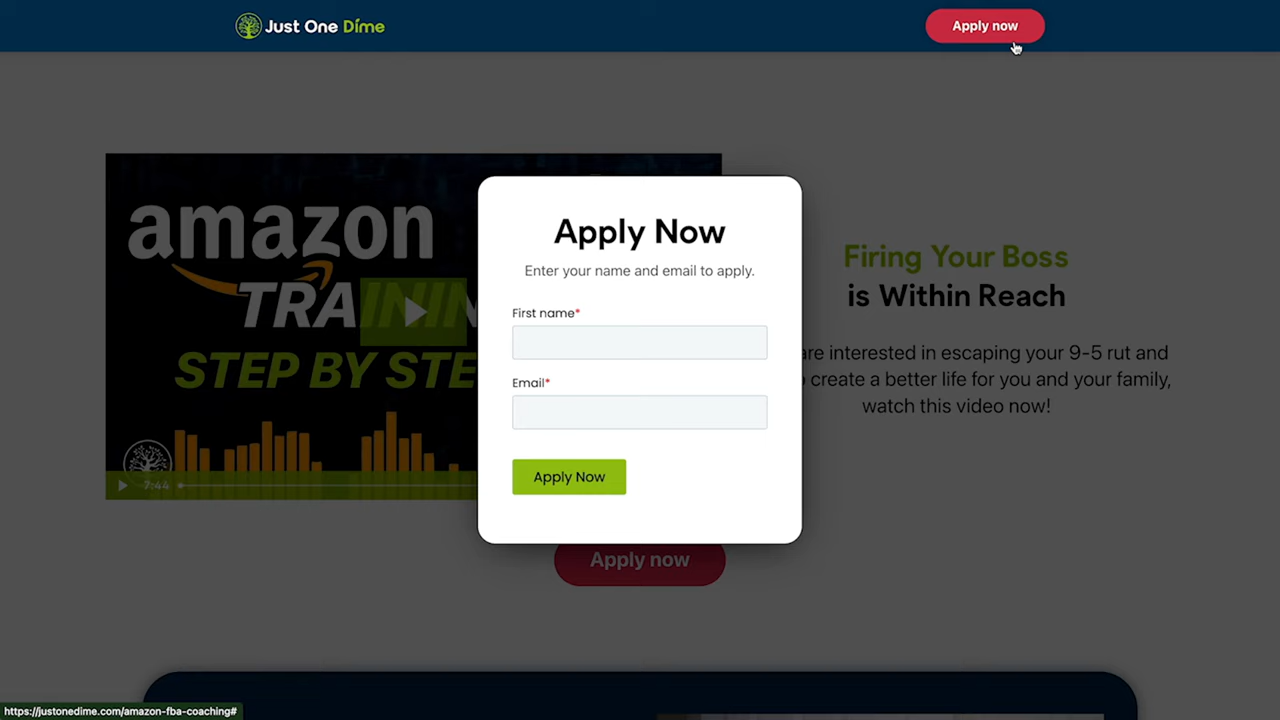 Just One Dime
Apply now
amazon
TRAININ
STEP BY STE
7:44
Apply Now
Enter your name and email to apply.
First name*
Email*
Apply Now
Firing Your Boss
is Within Reach
are interested in escaping your 9-5 rut and
create a better life for you and your family,
watch this video now!
Apply now
https://justonedime.com/amazon-fba-coaching#